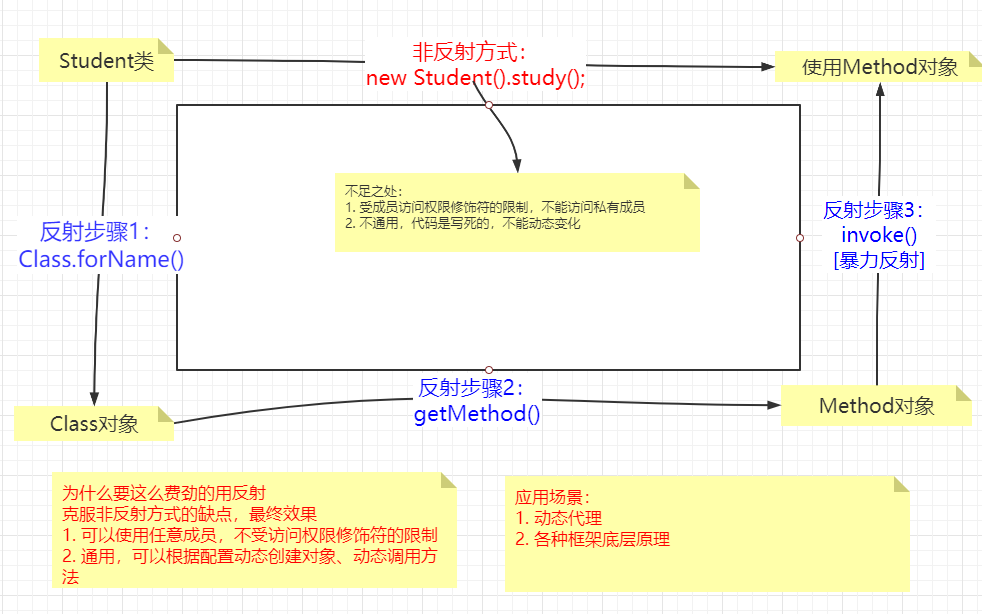 Student类
非反射方式：
new Student().study();
使用Method对象
不足之处：
1. 受成员访问权限修饰符的限制，不能访问私有成员
2. 不通用，代码是写死的，不能动态变化
反射步骤1：
Class.forName()
反射步骤3：
invoke()
[暴力反射]
Class对象
反射步骤2：
getMethod()
Method对象
为什么要这么费劲的用反射
克服非反射方式的缺点，最终效果
1. 可以使用任意成员，不受访问权限修饰符的限制
2. 通用，可以根据配置动态创建对象、动态调用方
法
应用场景：
1. 动态代理
2. 各种框架底层原理